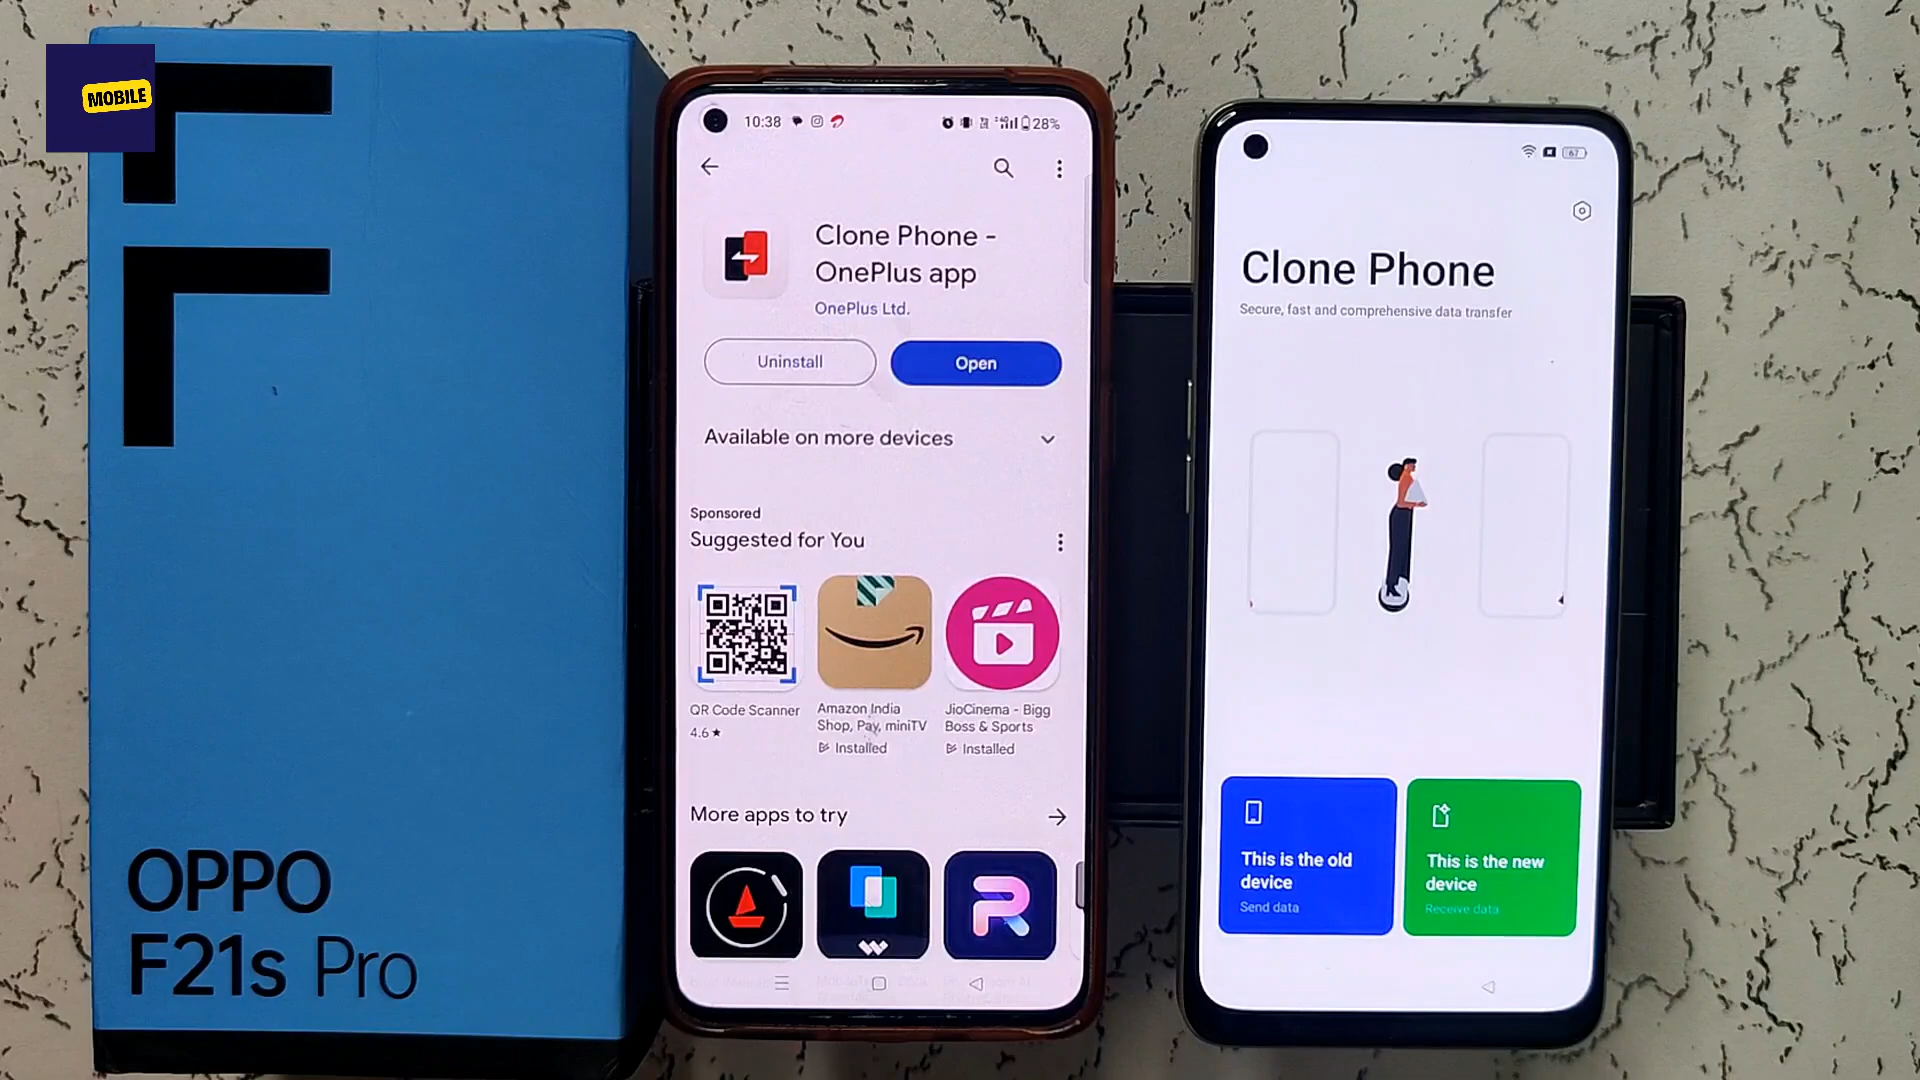 MOBILE
OPPO
F21s Pro
10:38
28%
Clone Phone -
OnePlus app
OnePlus Ltd.
Uninstall
Open
Available on more devices
Sponsored
Suggested for You
QR Code Scanner
4.6★
Amazon India
Shop, Pay, miniTV
Installed
JioCinema - Bigg
Boss & Sports
Installed
More apps to try
67
Clone Phone
Secure, fast and comprehensive data transfer
This is the old
device
Send data
This is the new
device
Receive data